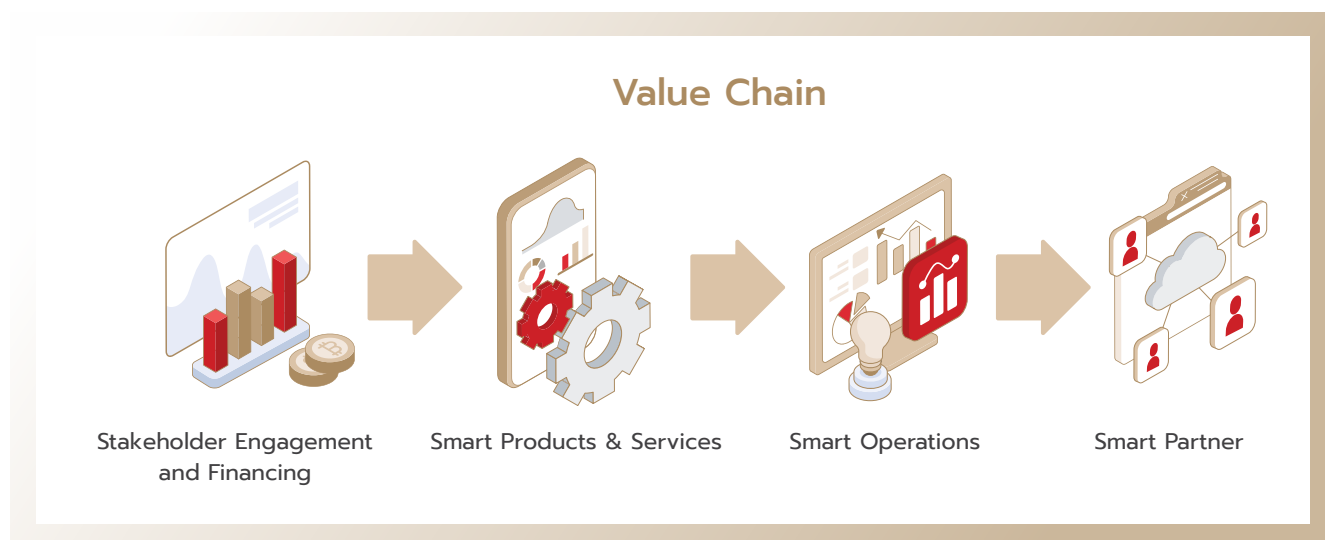 Value Chain
Stakeholder Engagement
and Financing
Smart Products & Services
Smart Operations
Smart Partner